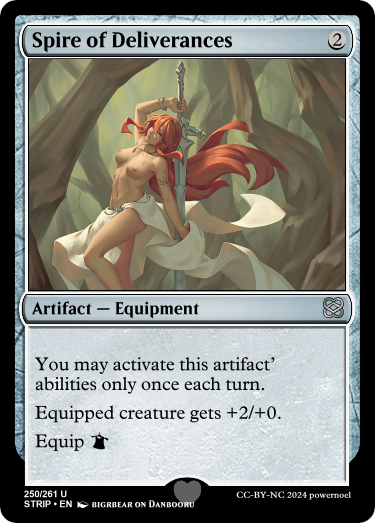 Spire of Deliverances 2
Artifact — Equipment
You may activate this artifact’
abilities only once each turn.
Equipped creature gets +2/+0.
Equip
250/261 U
STRIP • EN BIGRBEAR ON DANBOORU
CC-BY-NC 2024 powernoel